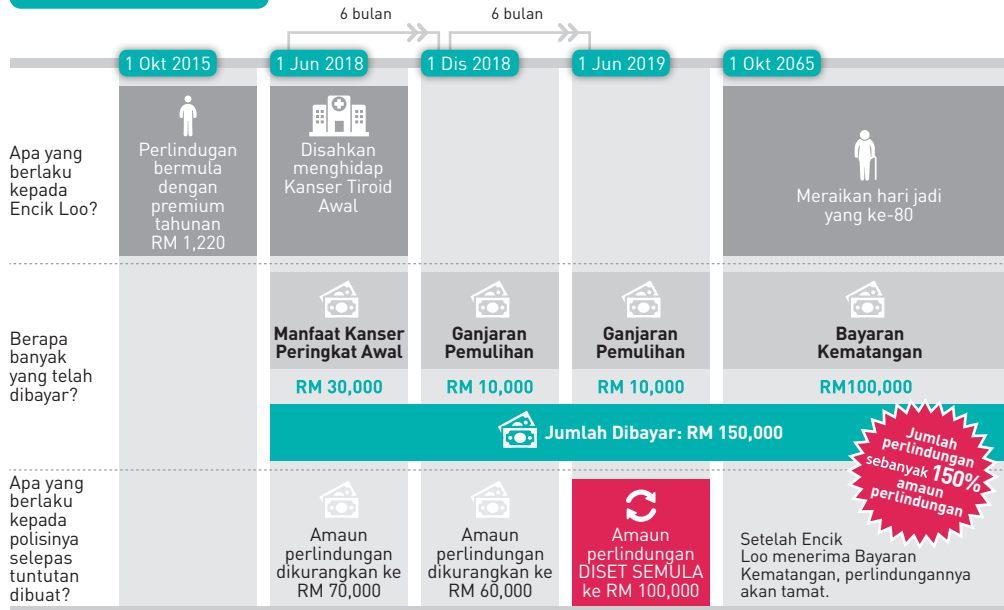 6 bulan
6 bulan
1 Okt 2015
1 Jun 2018
1 Dis 2018
1 Jun 2019
1 Okt 2065
Apa yang
berlaku
kepada
Encik Loo?
Perlindugan
bermula
dengan
premium
tahunan
RM 1,220
Disahkan
menghidap
Kanser Tiroid
Awal
Meraikan hari jadi
yang ke-80
Berapa
banyak
yang telah
dibayar?
Manfaat Kanser
Peringkat Awal
RM 30,000
Ganjaran
Pemulihan
RM 10,000
Ganjaran
Pemulihan
RM 10,000
Bayaran
Kematangan
RM100,000
Jumlah Dibayar: RM 150,000
Jumlah
perlindungan
sebanyak 150%
amaun
perlindungan
Apa yang
berlaku
kepada
polisinya
selepas
tuntutan
dibuat?
Amaun
perlindungan
dikurangkan ke
RM 70,000
Amaun
perlindungan
dikurangkan ke
RM 60,000
Amaun
perlindungan
DISET SEMULA
ke RM 100,000
Setelah Encik
Loo menerima Bayaran
Kematangan, perlindungannya
akan tamat.